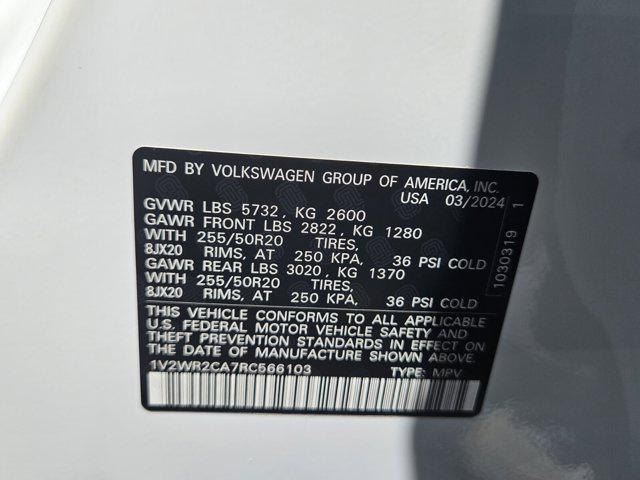 MFD BY VOLKSWAGEN GROUP OF AMERICA, INC.
USA 03/2024
GVWR LBS 5732, KG 2600
GAWR FRONT LBS 2822, KG 1280
WITH 255/50R20 TIRES,
8JX20 RIMS, AT 250 KPA, 36 PSI COLD
GAWR REAR LBS 3020, KG 1370
WITH 255/50R20 TIRES,
8JX20 RIMS, AT 250 KPA, 36 PSI COLD
THIS VEHICLE CONFORMS TO ALL APPLICABLE
U.S. FEDERAL MOTOR VEHICLE SAFETY AND
THEFT PREVENTION STANDARDS IN EFFECT ON
THE DATE OF MANUFACTURE SHOWN ABOVE.
1V2WR2CA7RC566103 TYPE: MPV
1030319 1